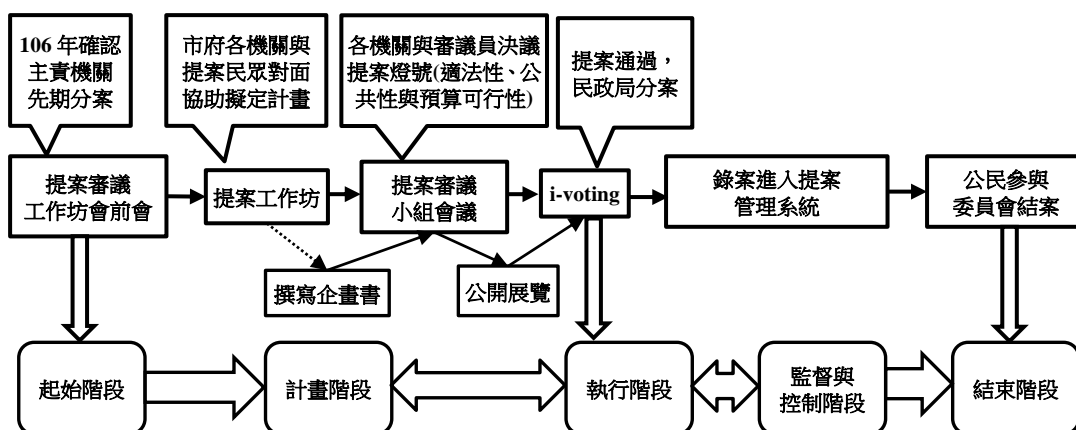 106 年確認
主責機關
先期分案
市府各機關與
提案民眾對面
協助擬定計畫
各機關與審議員決議
提案燈號(適法性、公
共性與預算可行性)
提案通過，
民政局分案
提案審議
工作坊會前會
提案工作坊
提案審議
小組會議
i-voting
錄案進入提案
管理系統
公民參與
委員會結案
撰寫企畫書
公開展覽
起始階段
計畫階段
執行階段
監督與
控制階段
結束階段